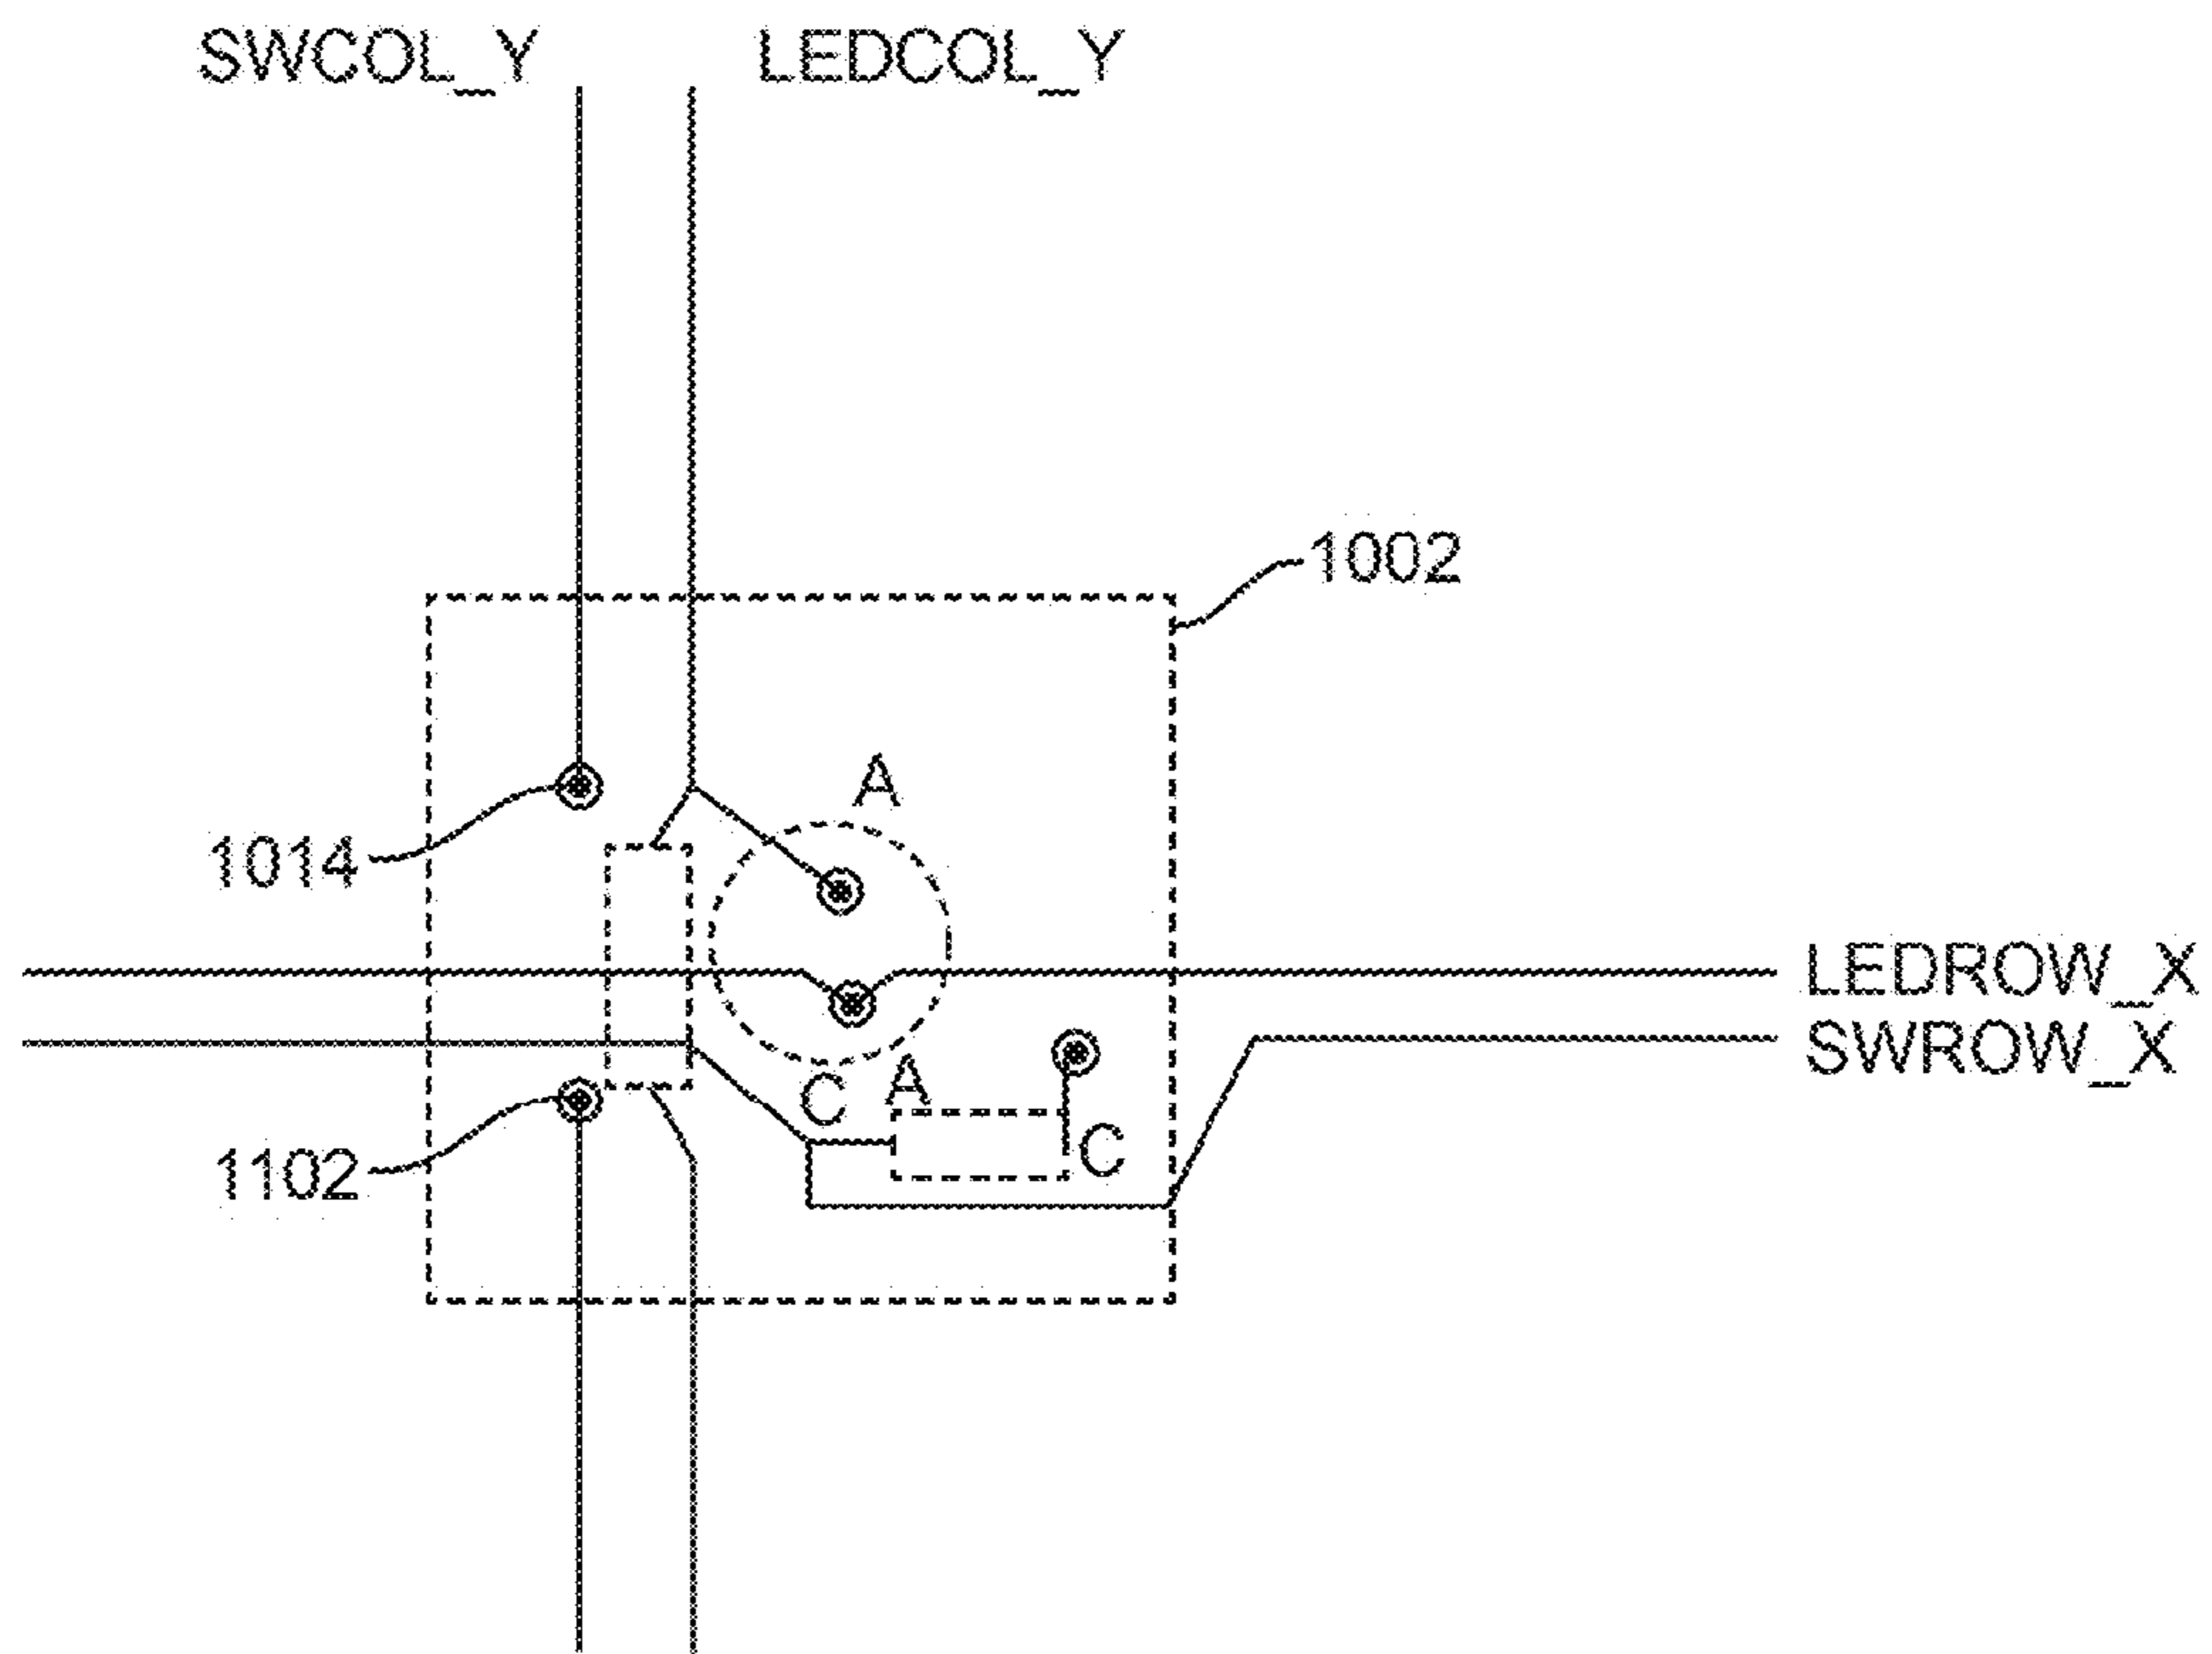 SWCOL_Y LEDCOL_Y
1002
A
1014
LEDROW_X
SWROW_X
C A
C
1102